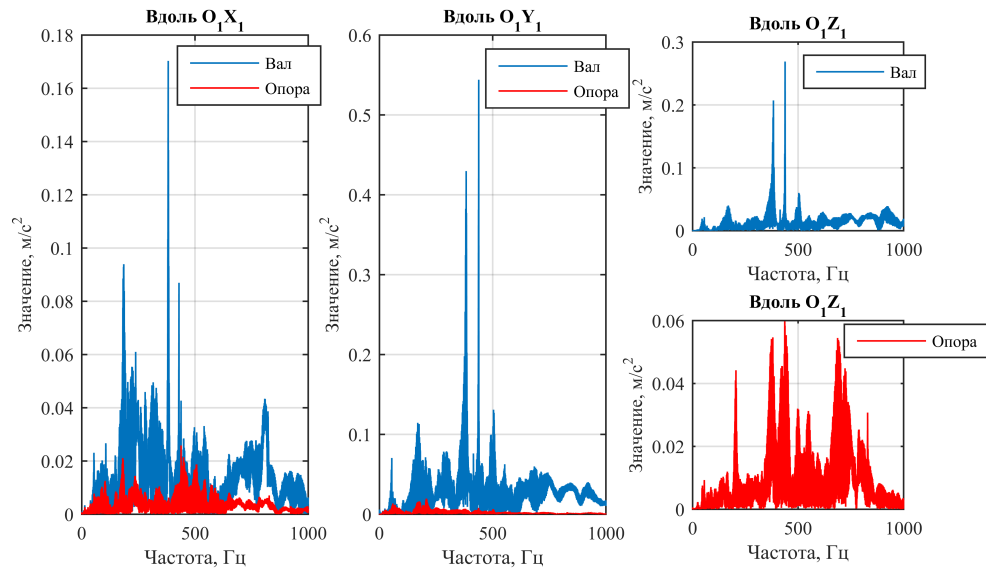 Вдоль O₁X₁
Значение, м/с²
0.18
0.16
0.14
0.12
0.1
0.08
0.06
0.04
0.02
0
0
500
1000
Частота, Гц
Вал
Опора
Вдоль O₁Y₁
Значение, м/с²
0.6
0.5
0.4
0.3
0.2
0.1
0
0
500
1000
Частота, Гц
Вал
Опора
Вдоль O₁Z₁
Значение, м/с²
0.3
0.2
0.1
0
0
500
1000
Частота, Гц
Вал
Вдоль O₁Z₁
Значение, м/с²
0.06
0.04
0.02
0
0
500
1000
Частота, Гц
Опора